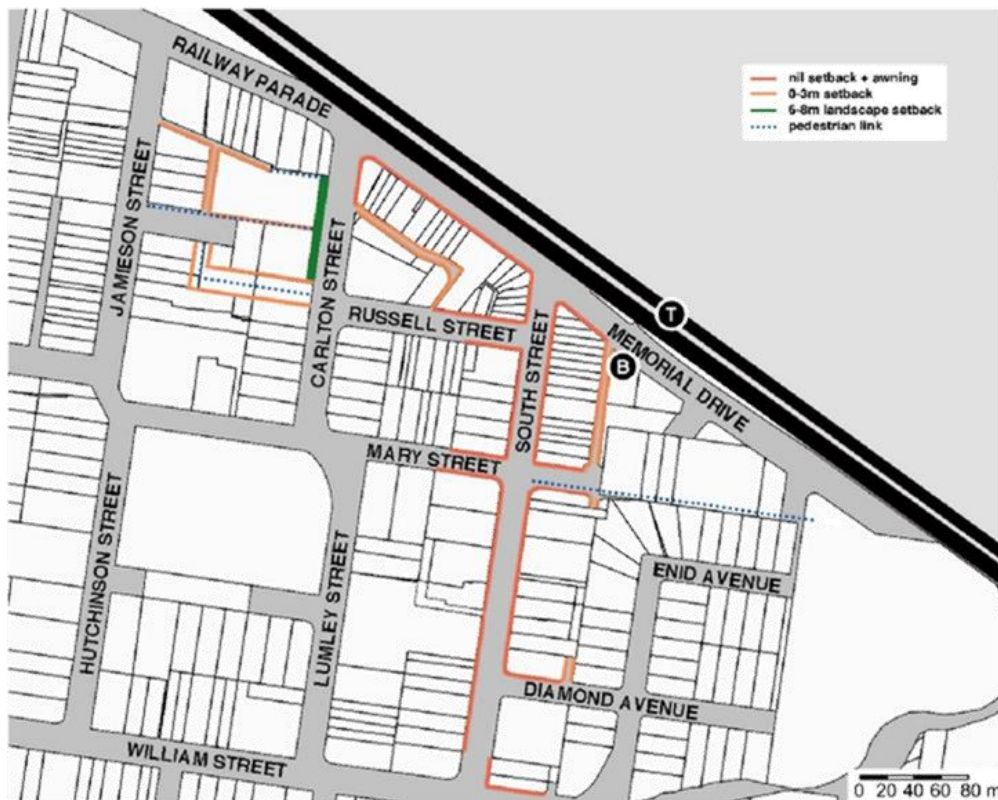 RAILWAY PARADE
nil setback + awning
0-3m setback
6-8m landscape setback
pedestrian link
JAMIESON STREET
CARLTON STREET
RUSSELL STREET
SOUTH STREET
T
MEMORIAL DRIVE
B
MARY STREET
HUTCHINSON STREET
LUMLEY STREET
ENID AVENUE
DIAMOND AVENUE
WILLIAM STREET
0 20 40 60 80 m